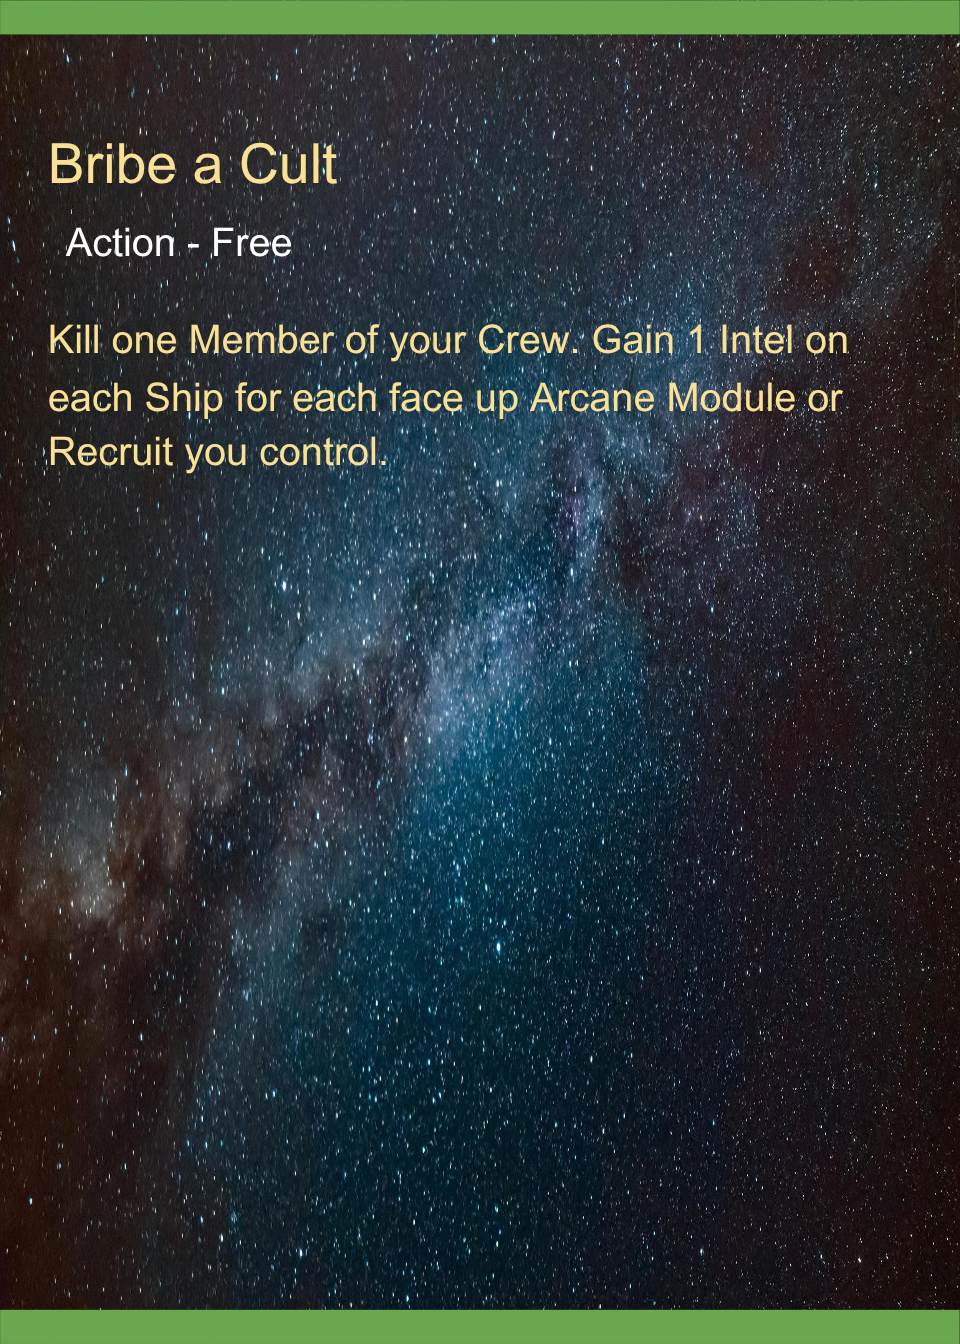 Bribe a Cult
Action - Free
Kill one Member of your Crew. Gain 1 Intel on
each Ship for each face up Arcane Module or
Recruit you control.